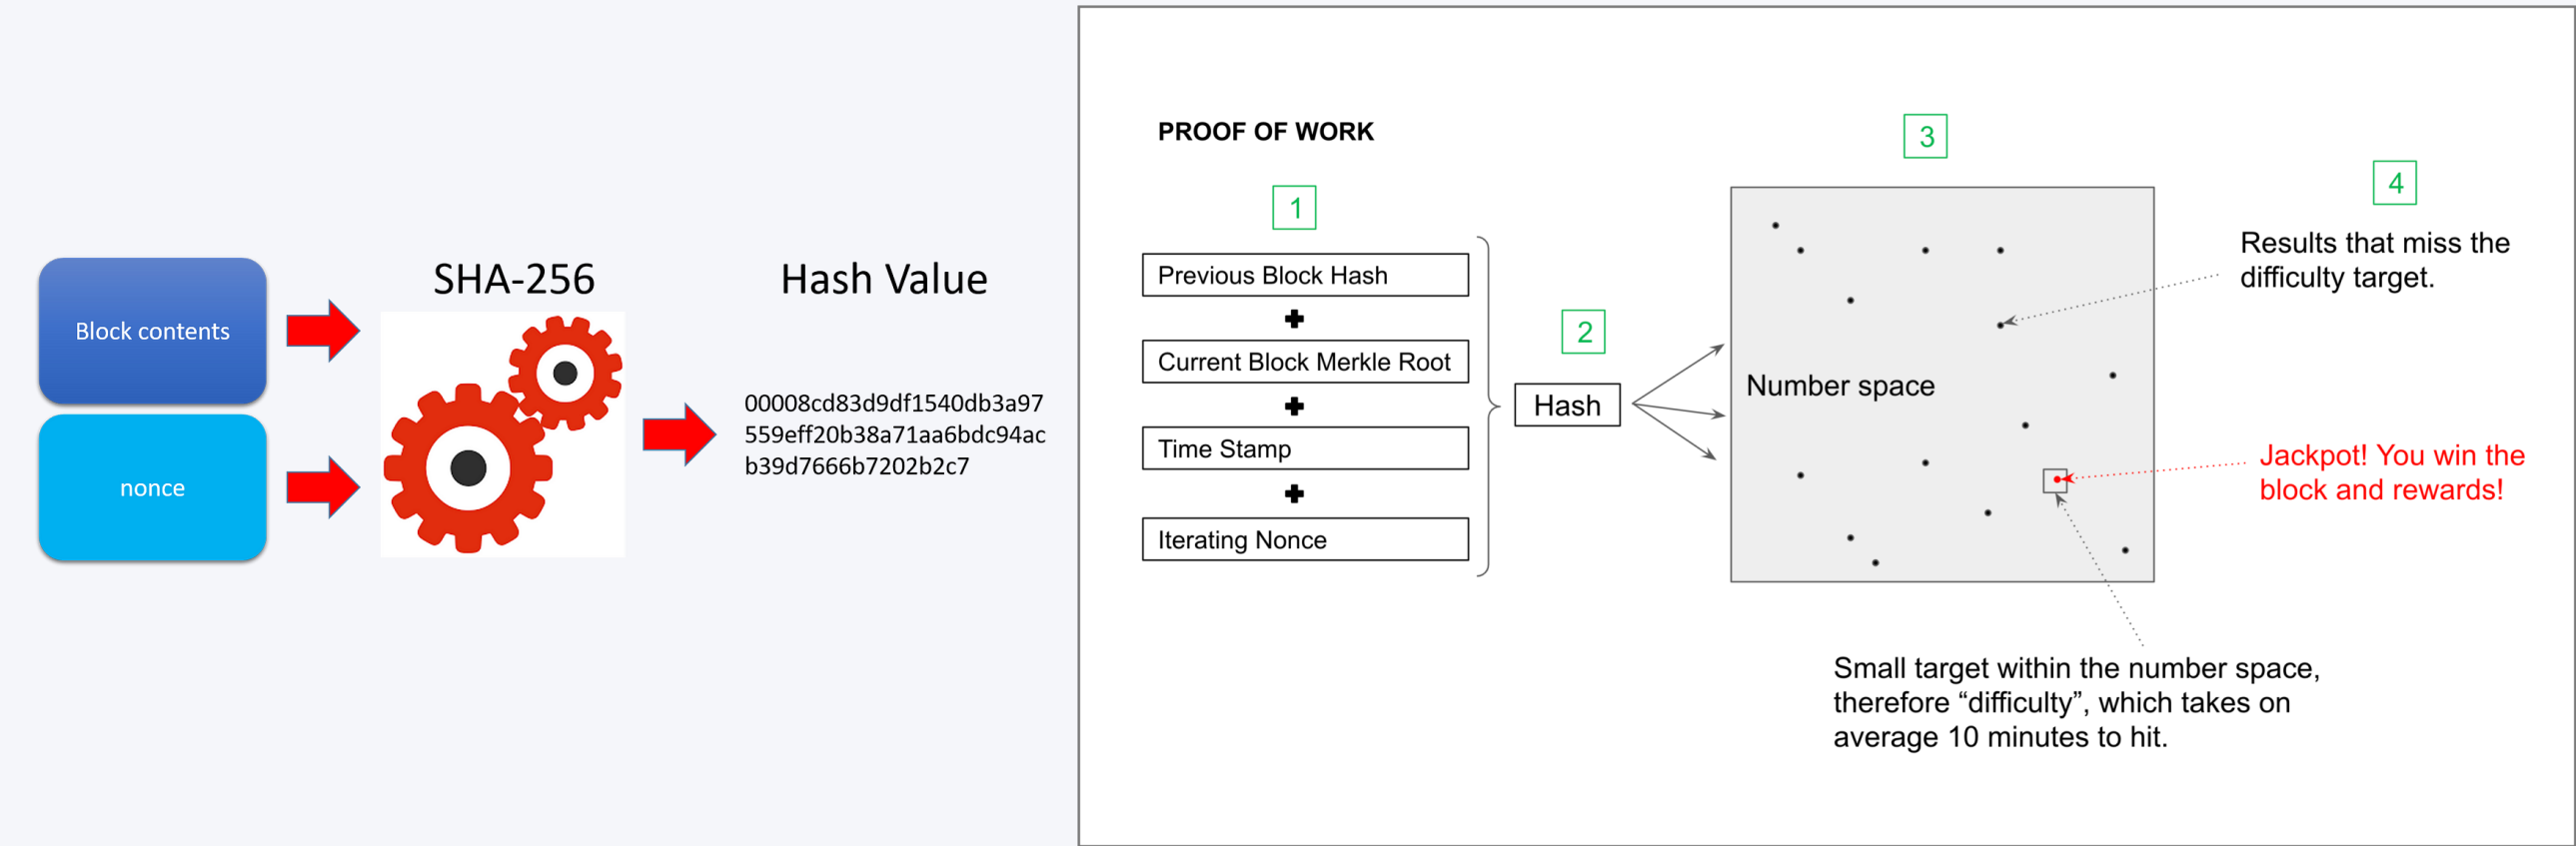 Block contents
nonce
SHA-256
Hash Value
00008cd83d9df1540db3a97
559eff20b38a71aa6bdc94ac
b39d7666b7202b2c7
PROOF OF WORK
1
Previous Block Hash
Current Block Merkle Root
Time Stamp
Iterating Nonce
2
Hash
3
Number space
4
Results that miss the
difficulty target.
Jackpot! You win the
block and rewards!
Small target within the number space,
therefore “difficulty”, which takes on
average 10 minutes to hit.